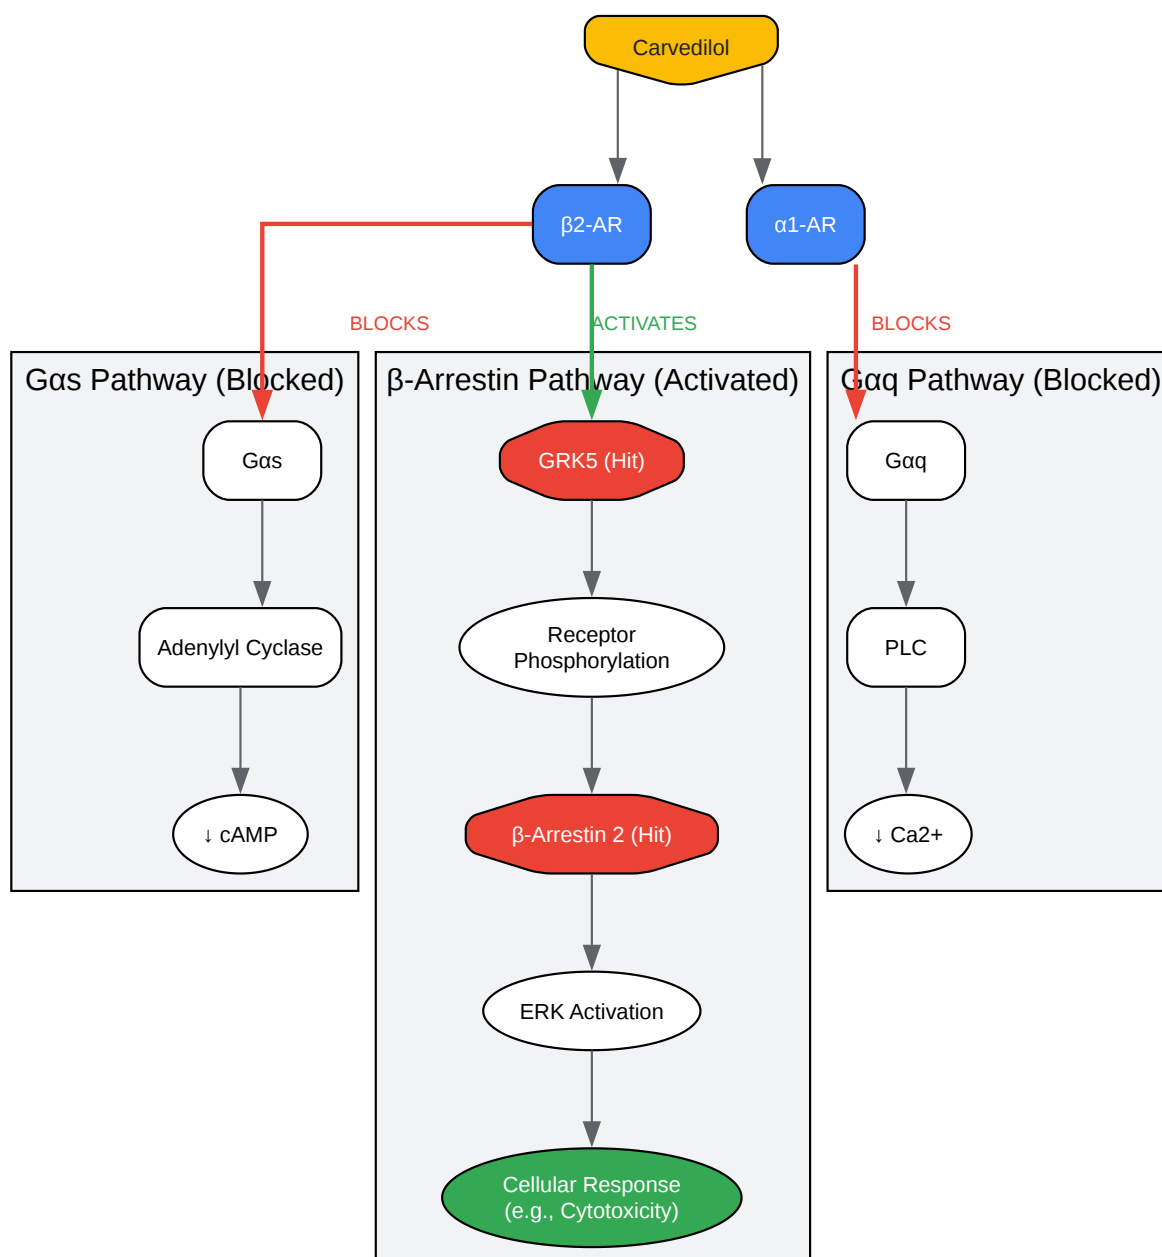 Carvedilol
β2-AR
α1-AR
BLOCKS
ACTIVATES
BLOCKS
Gαs Pathway (Blocked)
β-Arrestin Pathway (Activated)
Gαq Pathway (Blocked)
Gαs
GRK5 (Hit)
Gαq
Adenylyl Cyclase
Receptor
Phosphorylation
PLC
↓ cAMP
β-Arrestin 2 (Hit)
↓ Ca2+
ERK Activation
Cellular Response
(e.g., Cytotoxicity)